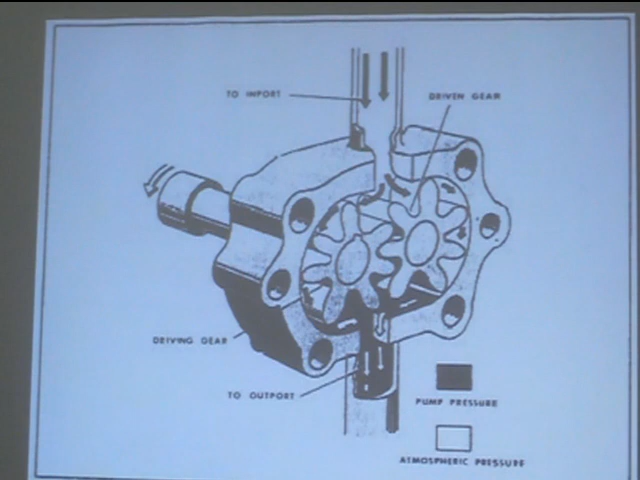 TO INPORT
DRIVEN GEAR
DRIVING GEAR
TO OUTPORT
PUMP PRESSURE
ATMOSPHERIC PRESSURE